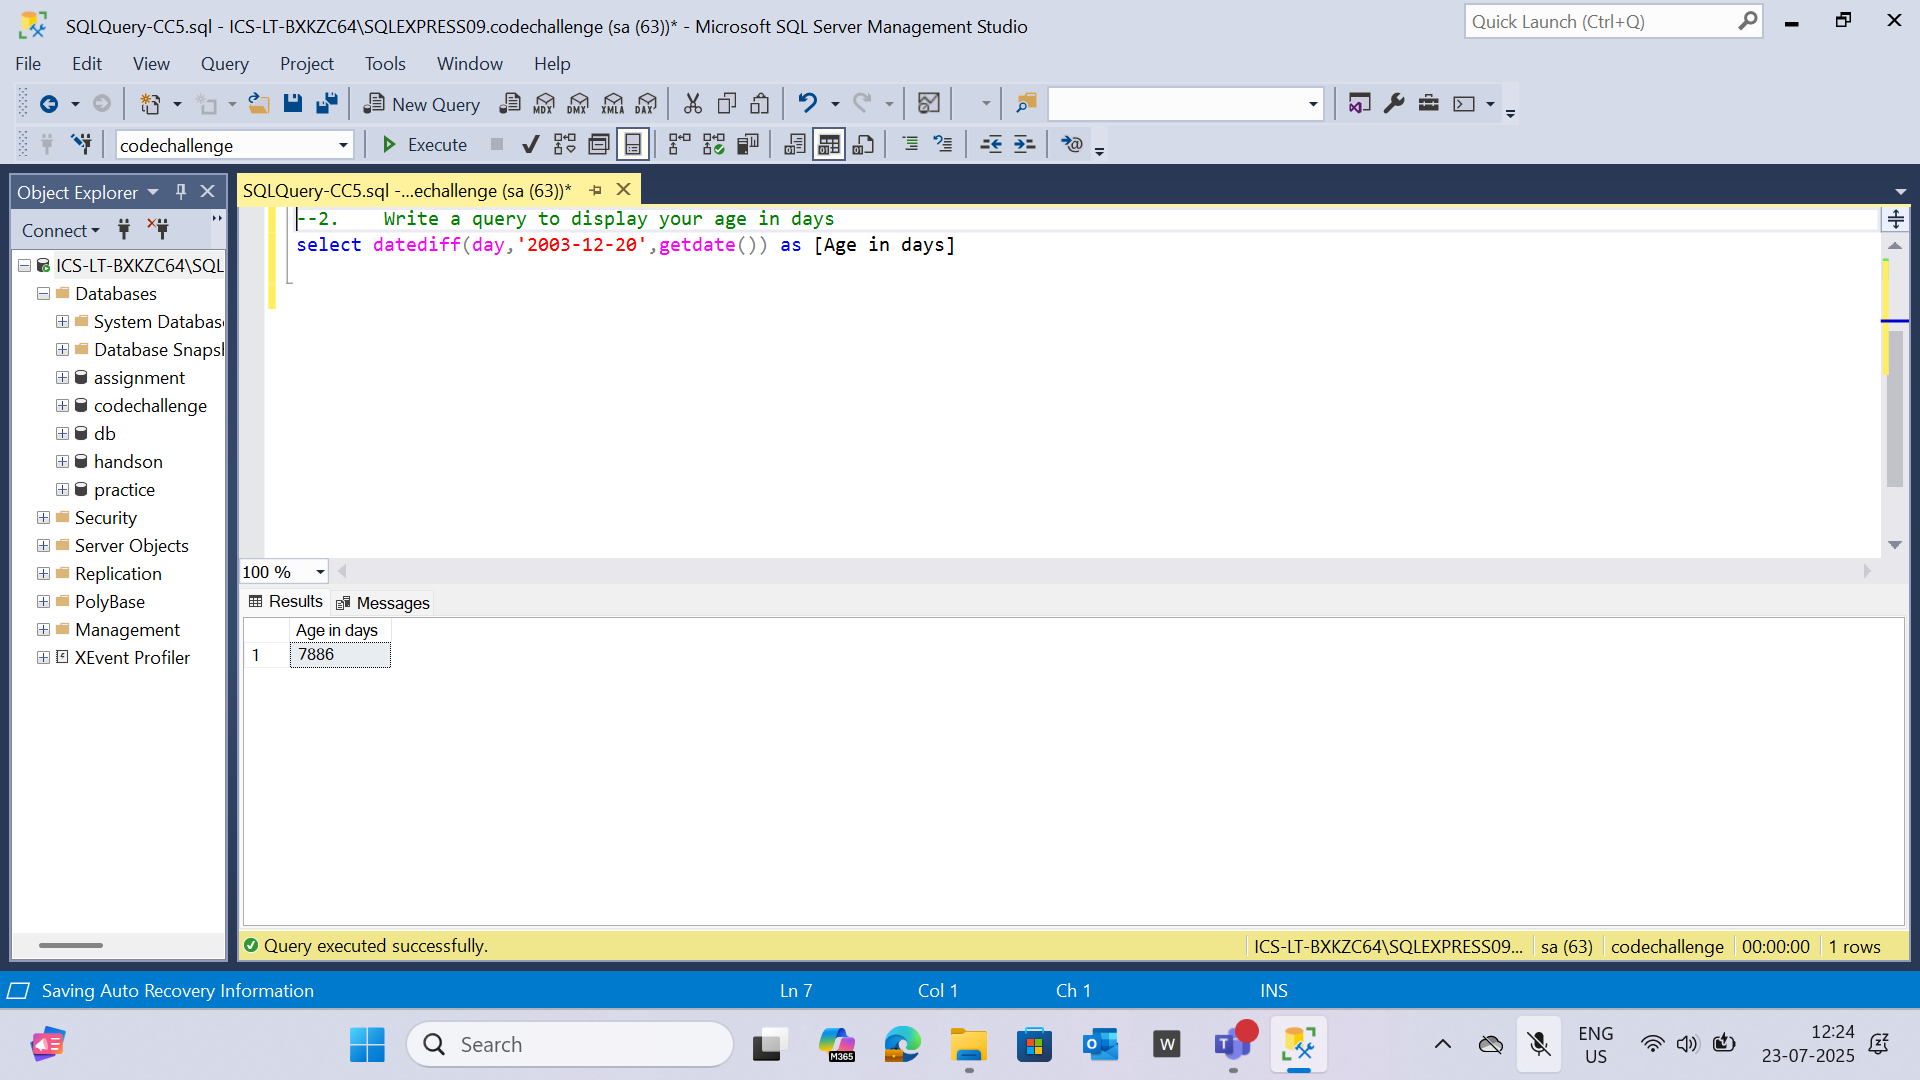 SQLQuery-CC5.sql - ICS-LT-BXKZC64\SQLEXPRESS09.codechallenge (sa (63))* - Microsoft SQL Server Management Studio
Quick Launch (Ctrl+Q)
File Edit View Query Project Tools Window Help
New Query MDX DMX XMLA DAX
codechallenge Execute
Object Explorer
SQLQuery-CC5.sql -...echallenge (sa (63))*
Connect
ICS-LT-BXKZC64\SQL
Databases
System Databas
Database Snaps
assignment
codechallenge
db
handson
practice
Security
Server Objects
Replication
PolyBase
Management
XEvent Profiler
--2.    Write a query to display your age in days
select datediff(day,'2003-12-20',getdate()) as [Age in days]
100 %
Results Messages
Age in days
1 7886
Query executed successfully.
ICS-LT-BXKZC64\SQLEXPRESS09... sa (63) codechallenge 00:00:00 1 rows
Saving Auto Recovery Information Ln 7 Col 1 Ch 1 INS
Search
M365
W
ENG
US
12:24
23-07-2025